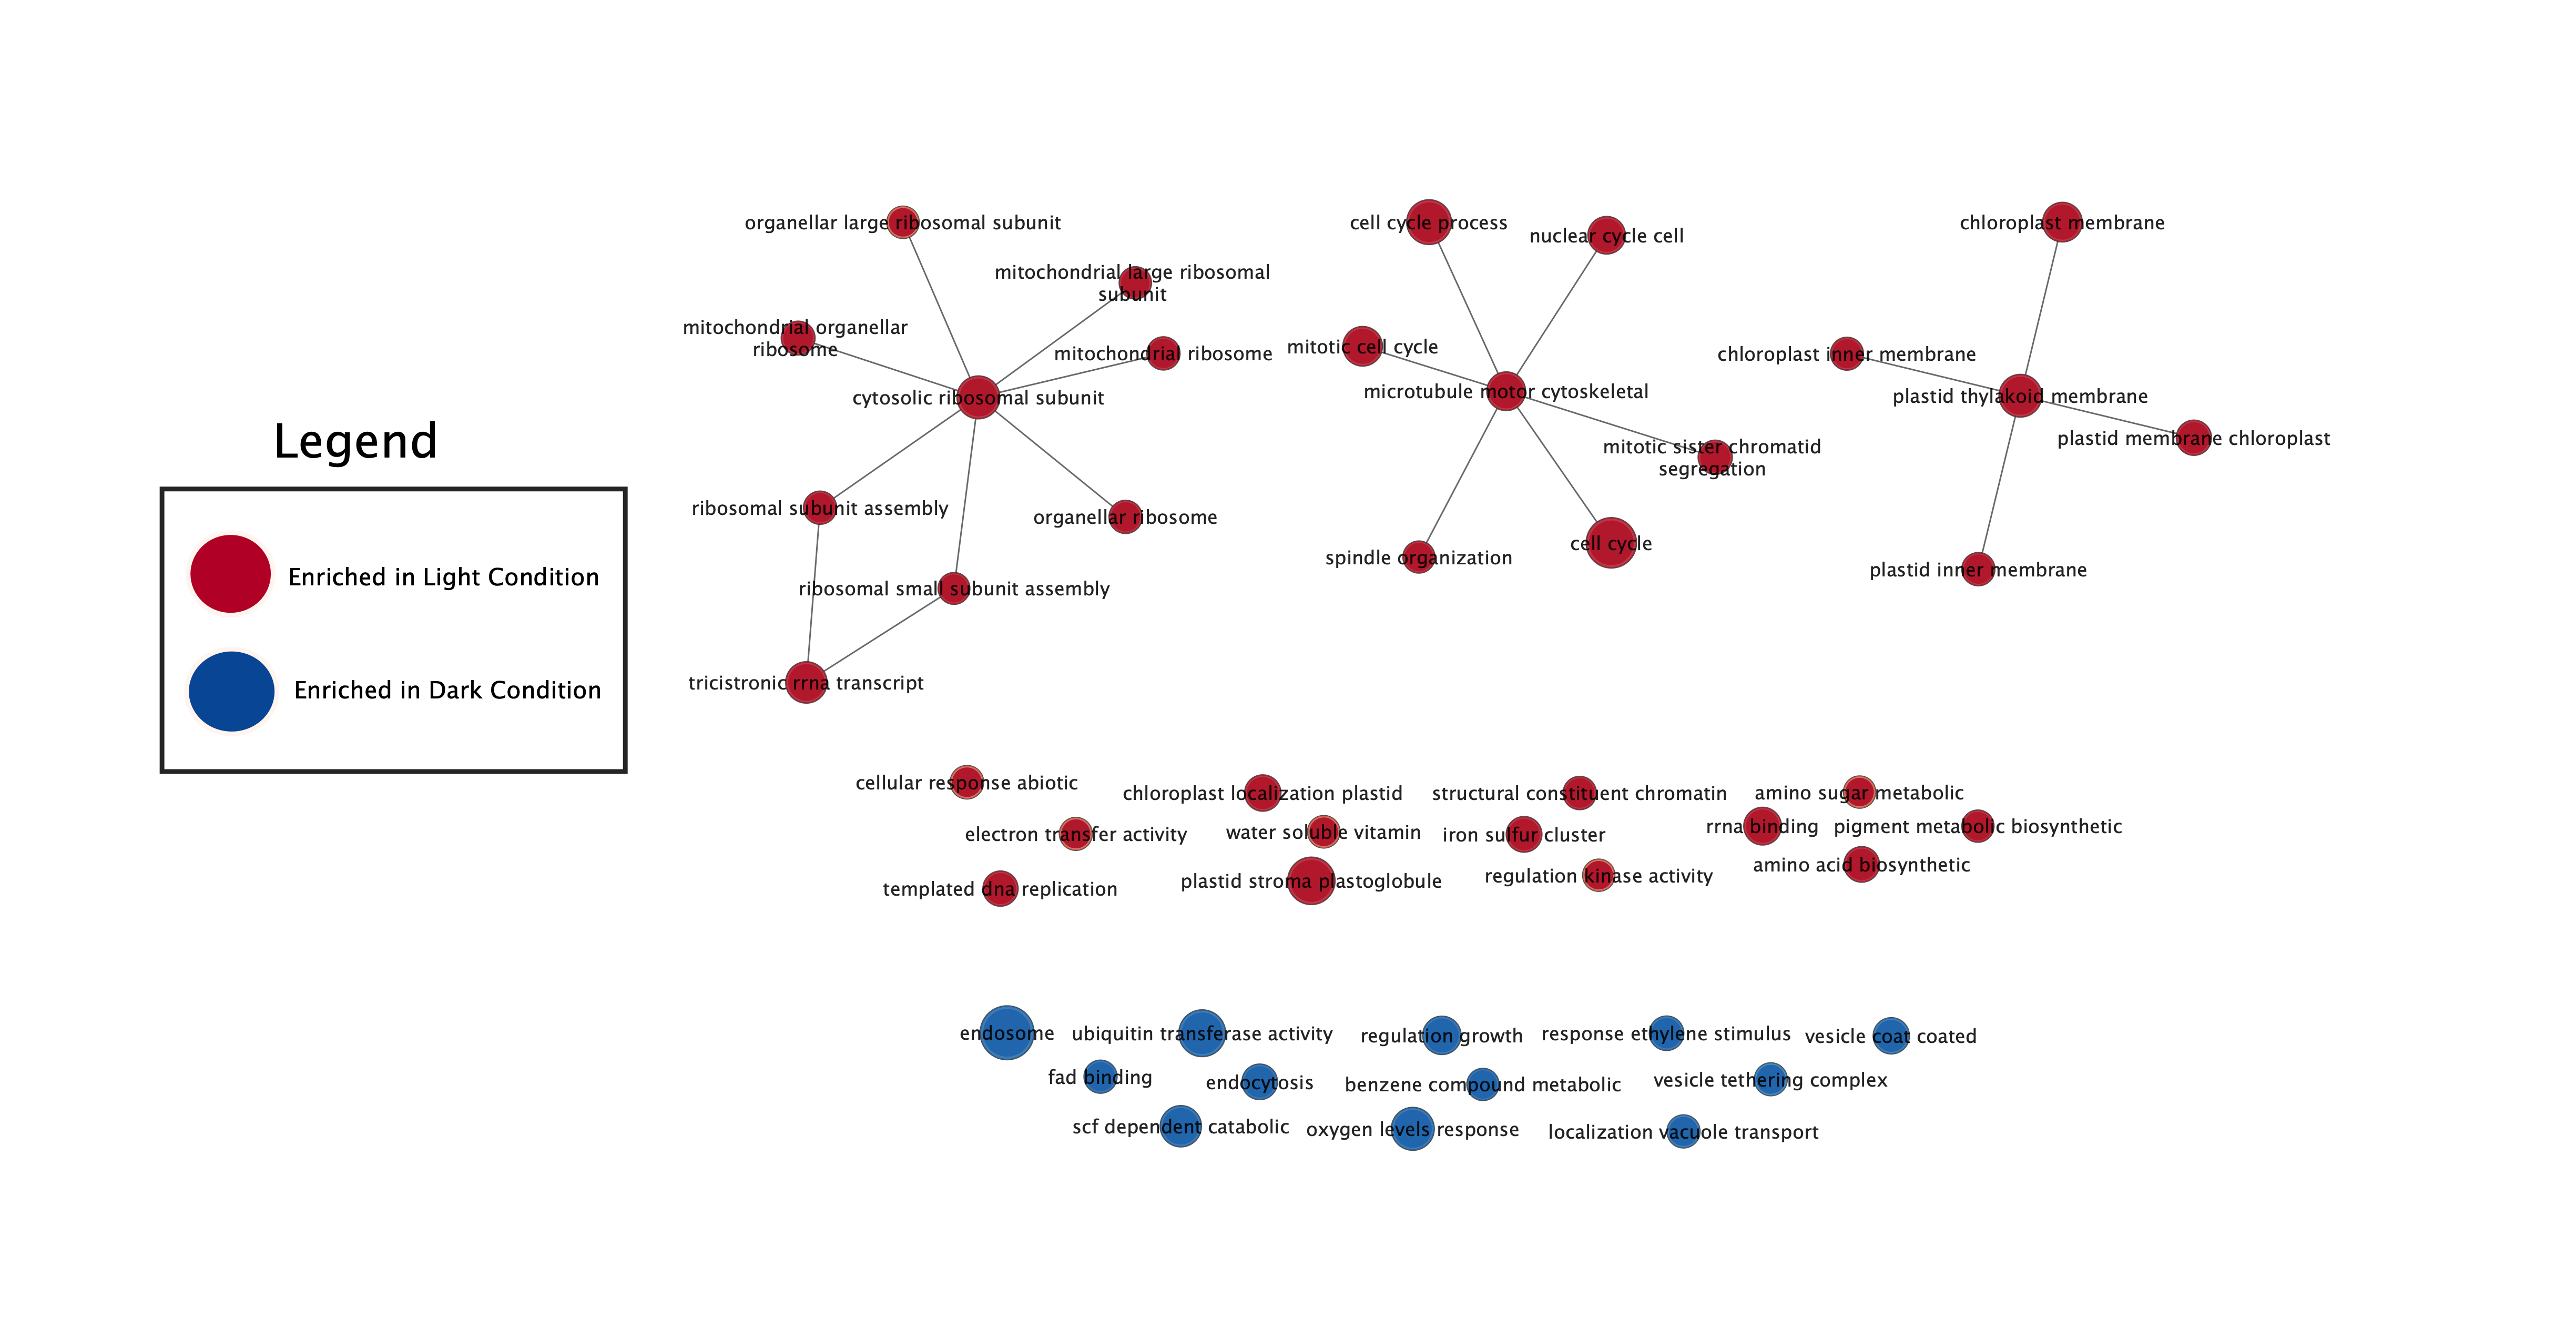 Legend
Enriched in Light Condition
Enriched in Dark Condition
organellar large ribosomal subunit
mitochondrial large ribosomal
subunit
mitochondrial organellar
ribosome
mitochondrial ribosome
cytosolic ribosomal subunit
ribosomal subunit assembly
organellar ribosome
ribosomal small subunit assembly
tricistronic rrna transcript
cell cycle process
nuclear cycle cell
mitotic cell cycle
microtubule motor cytoskeletal
mitotic sister chromatid
segregation
spindle organization
cell cycle
chloroplast membrane
chloroplast inner membrane
plastid thylakoid membrane
plastid membrane chloroplast
plastid inner membrane
cellular response abiotic
chloroplast localization plastid
structural constituent chromatin
amino sugar metabolic
electron transfer activity
water soluble vitamin
iron sulfur cluster
rrna binding
pigment metabolic biosynthetic
templated dna replication
plastid stroma plastoglobule
regulation kinase activity
amino acid biosynthetic
endosome
ubiquitin transferase activity
regulation growth
response ethylene stimulus
vesicle coat coated
fad binding
endocytosis
benzene compound metabolic
vesicle tethering complex
scf dependent catabolic
oxygen levels response
localization vacuole transport